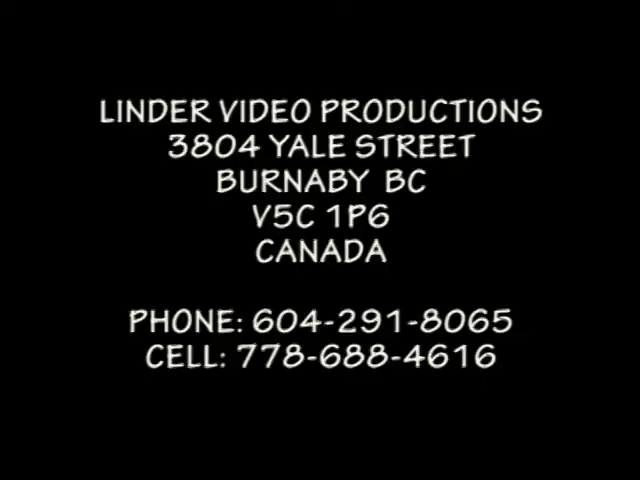 LINDER VIDEO PRODUCTIONS
3804 YALE STREET
BURNABY BC
V5C 1P6
CANADA
PHONE: 604-291-8065
CELL: 778-688-4616